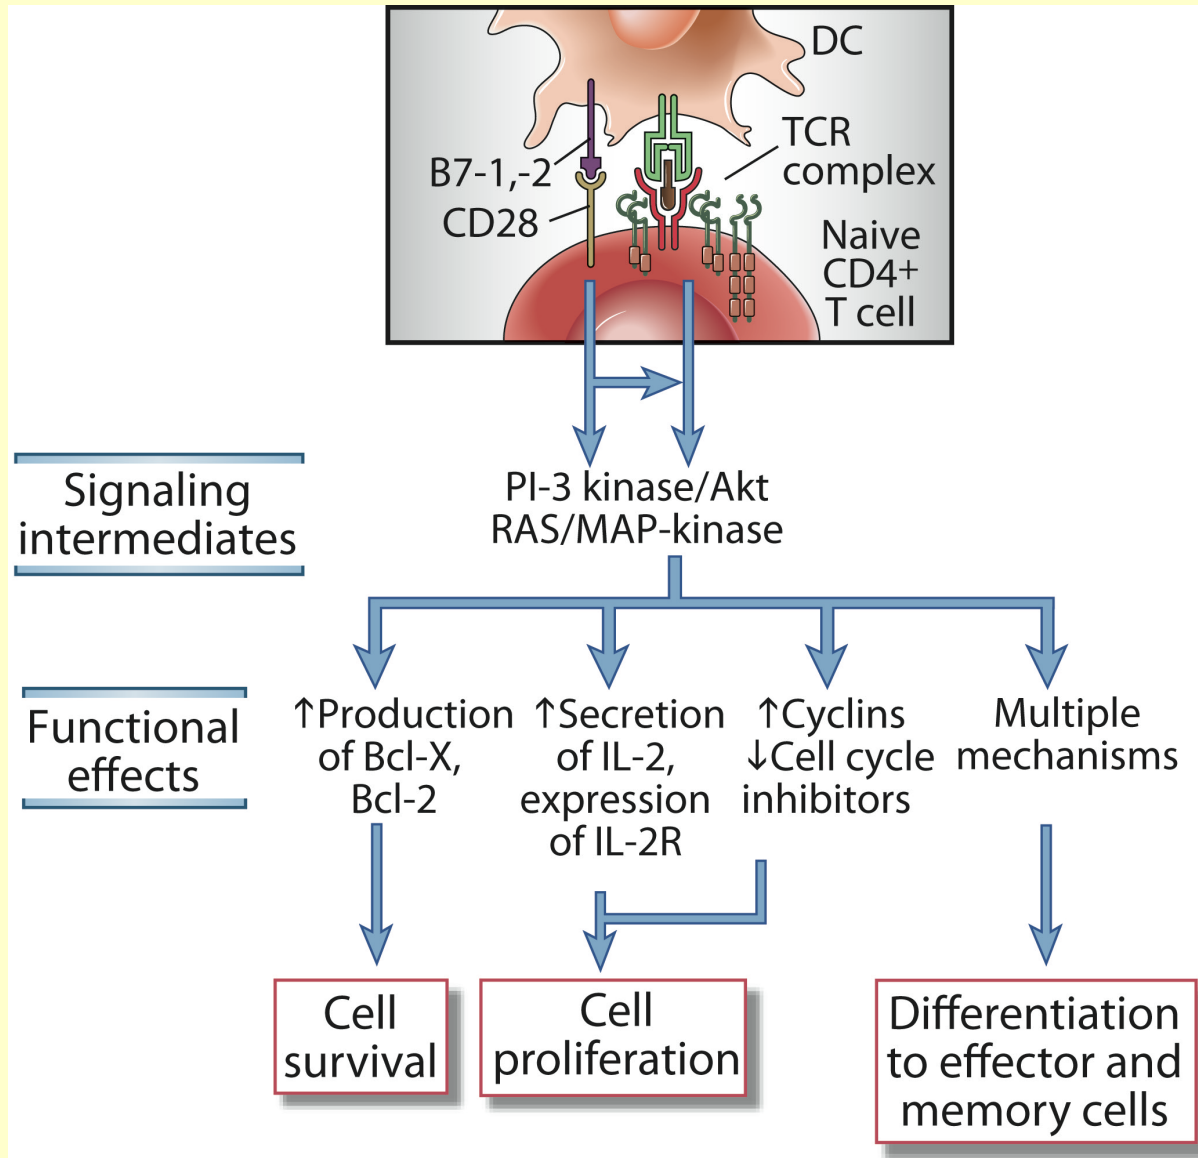 DC
TCR
complex
B7-1,-2
CD28
Naive
CD4+
T cell
Signaling
intermediates
PI-3 kinase/Akt
RAS/MAP-kinase
Functional
effects
↑Production
of Bcl-X,
Bcl-2
↑Secretion
of IL-2,
expression
of IL-2R
↑Cyclins
↓Cell cycle
inhibitors
Multiple
mechanisms
Cell
survival
Cell
proliferation
Differentiation
to effector and
memory cells